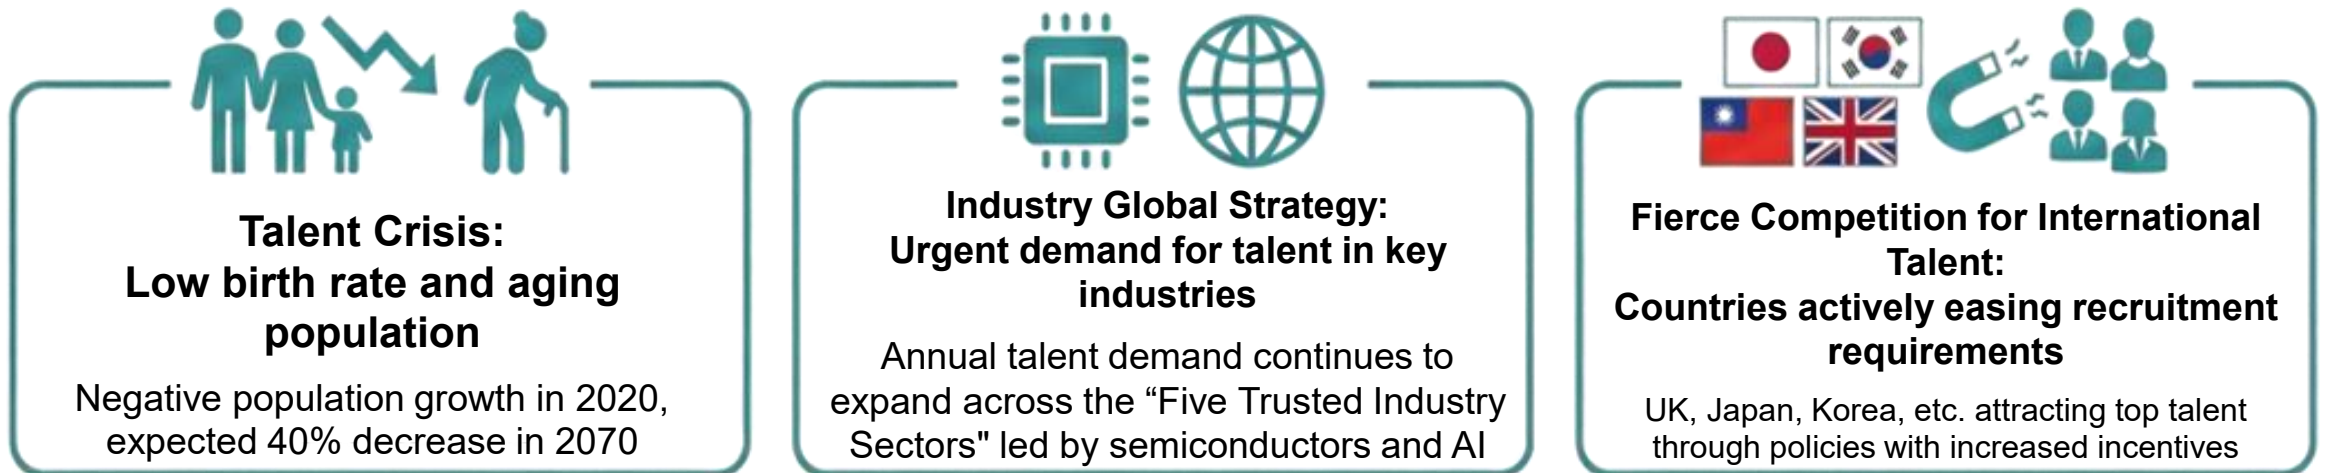 Talent Crisis:
Low birth rate and aging
population
Negative population growth in 2020,
expected 40% decrease in 2070
Industry Global Strategy:
Urgent demand for talent in key
industries
Annual talent demand continues to
expand across the “Five Trusted Industry
Sectors" led by semiconductors and AI
Fierce Competition for International
Talent:
Countries actively easing recruitment
requirements
UK, Japan, Korea, etc. attracting top talent
through policies with increased incentives